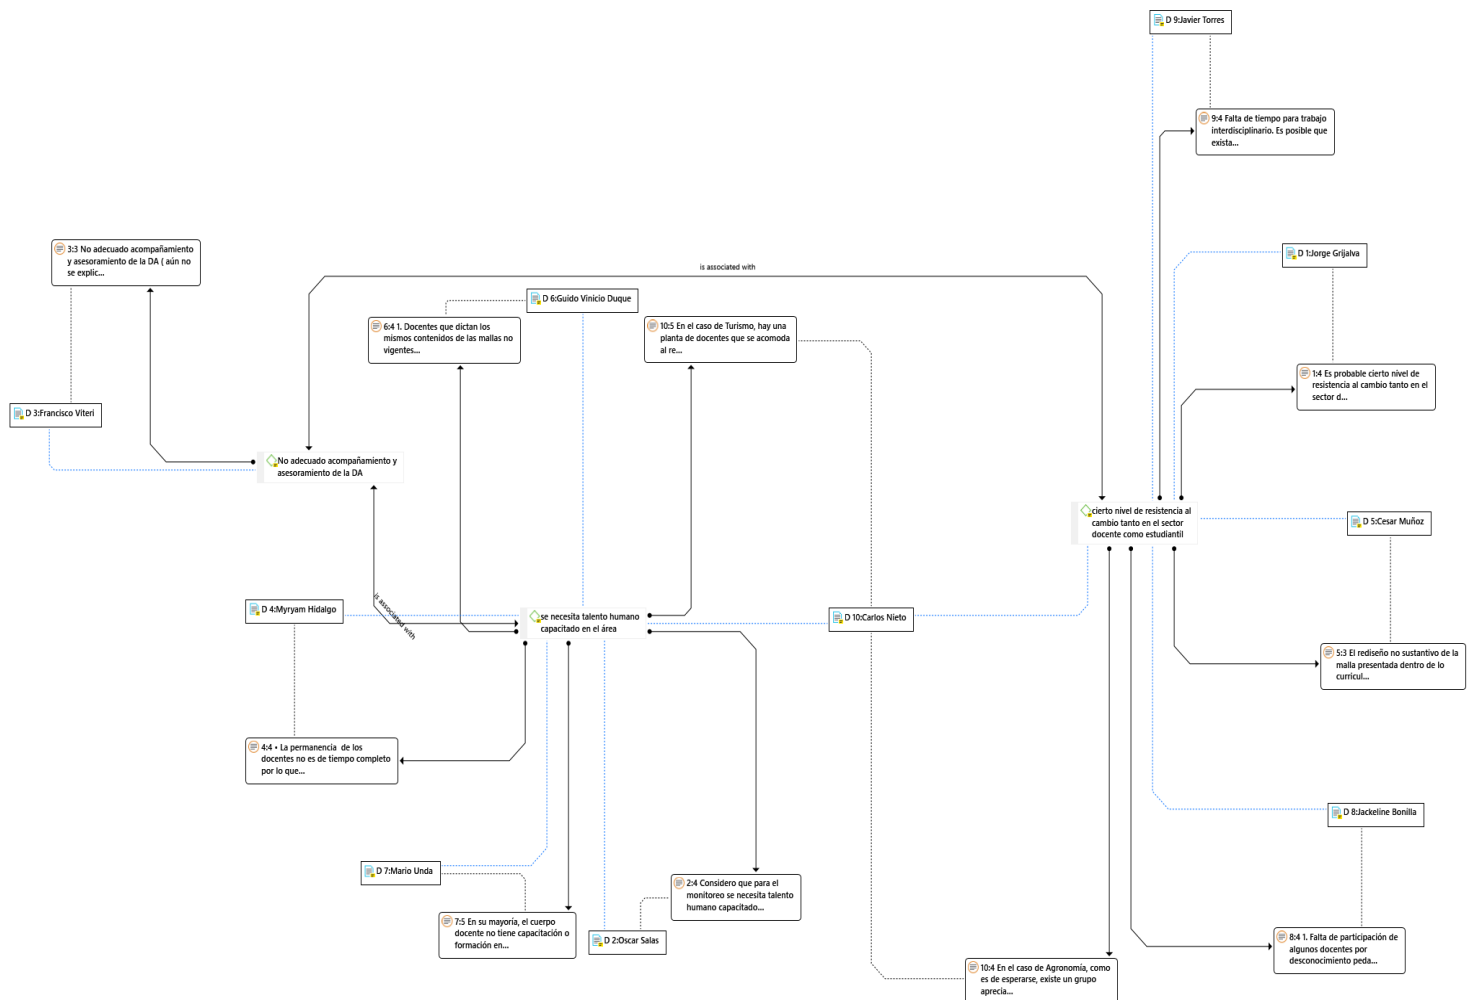 D 9:Javier Torres
9:4 Falta de tiempo para trabajo
interdisciplinario. Es posible que
exista...
3:3 No adecuado acompañamiento
y asesoramiento de la DA ( aún no
se explic...
D 1:Jorge Grijalva
is associated with
D 6:Guido Vinicio Duque
6:4 1. Docentes que dictan los
mismos contenidos de las mallas no
vigentes...
10:5 En el caso de Turismo, hay una
planta de docentes que se acomoda
al re...
1:4 Es probable cierto nivel de
resistencia al cambio tanto en el
sector d...
D 3:Francisco Viteri
No adecuado acompañamiento y
asesoramiento de la DA
cierto nivel de resistencia al
cambio tanto en el sector
docente como estudiantil
D 5:Cesar Muñoz
D 4:Myryam Hidalgo
is associated with
se necesita talento humano
capacitado en el área
D 10:Carlos Nieto
5:3 El rediseño no sustantivo de la
malla presentada dentro de lo
curricul...
4:4 • La permanencia de los
docentes no es de tiempo completo
por lo que...
D 8:Jackeline Bonilla
D 7:Mario Unda
2:4 Considero que para el
monitoreo se necesita talento
humano capacitado...
7:5 En su mayoría, el cuerpo
docente no tiene capacitación o
formación en...
D 2:Oscar Salas
8:4 1. Falta de participación de
algunos docentes por
desconocimiento peda...
10:4 En el caso de Agronomía, como
es de esperarse, existe un grupo
aprecia...